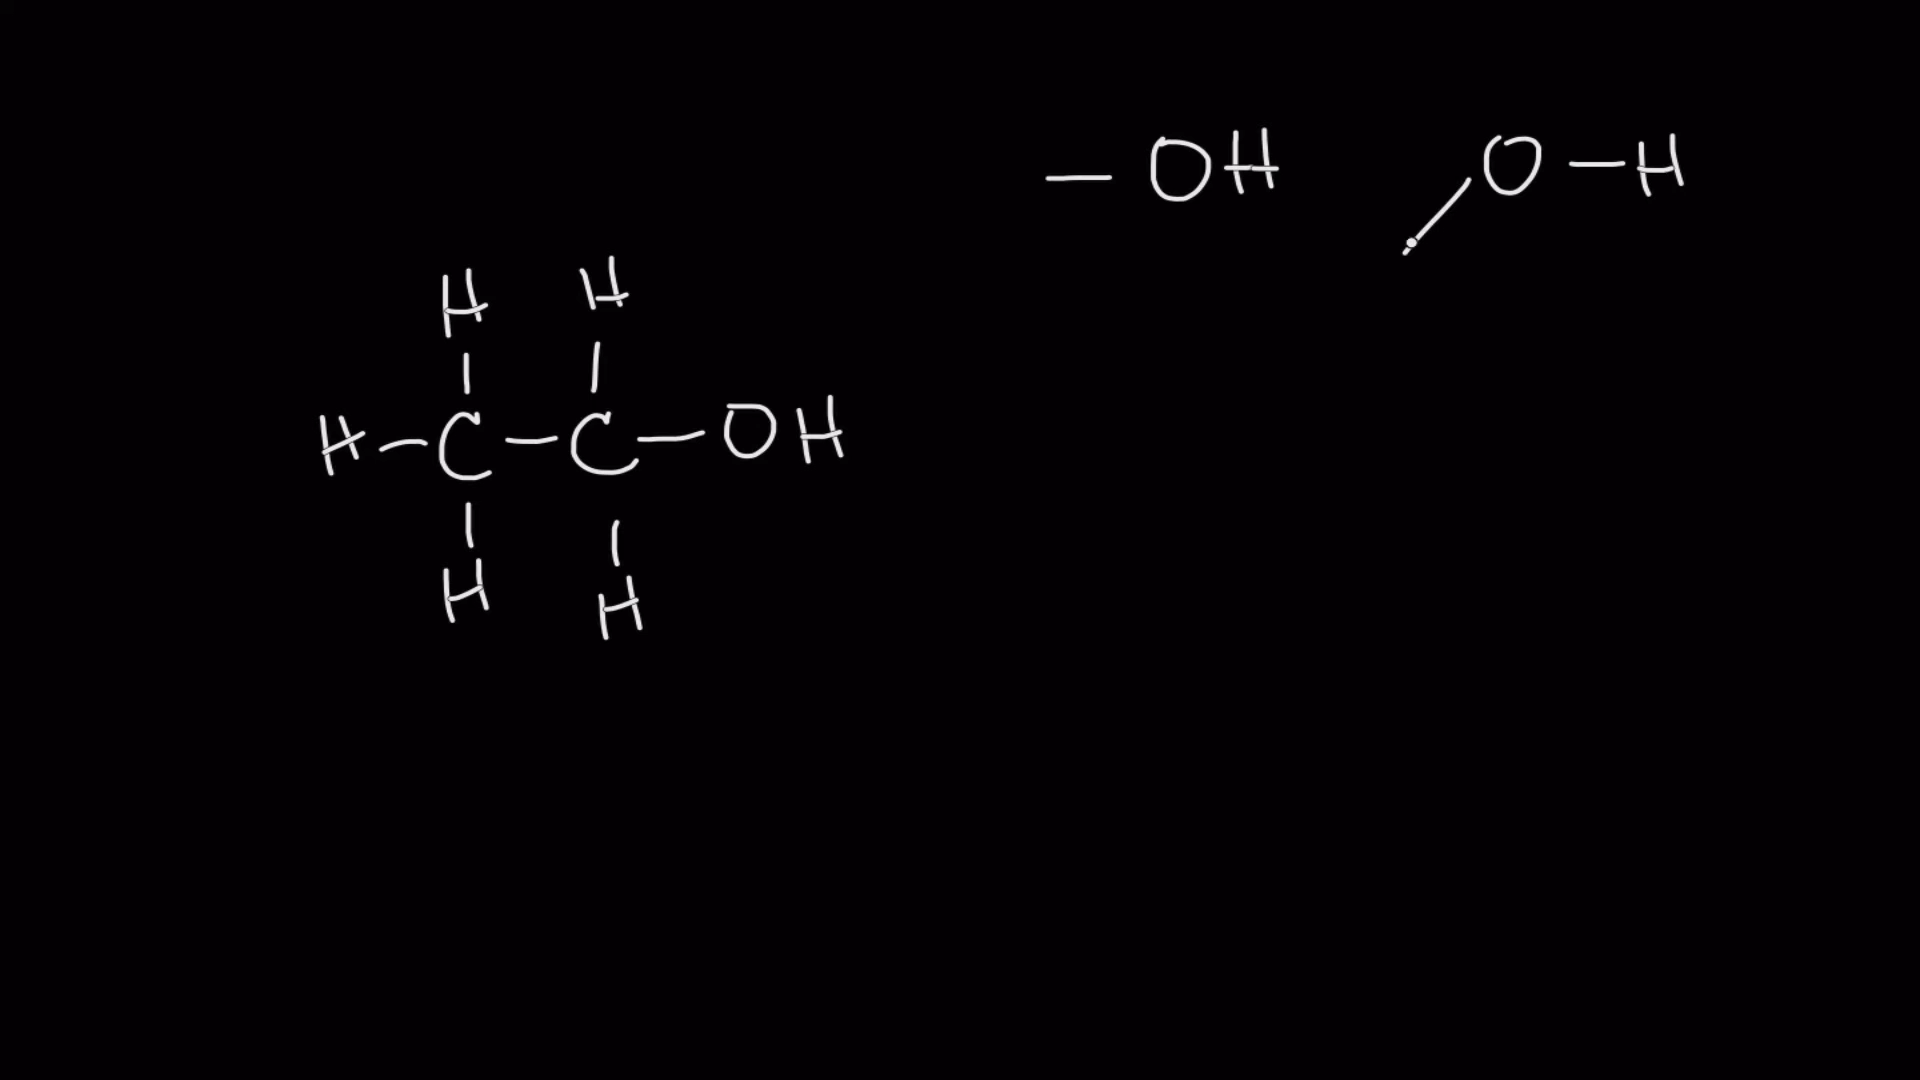 — OH
O — H
H H
H — C — C — OH
H H